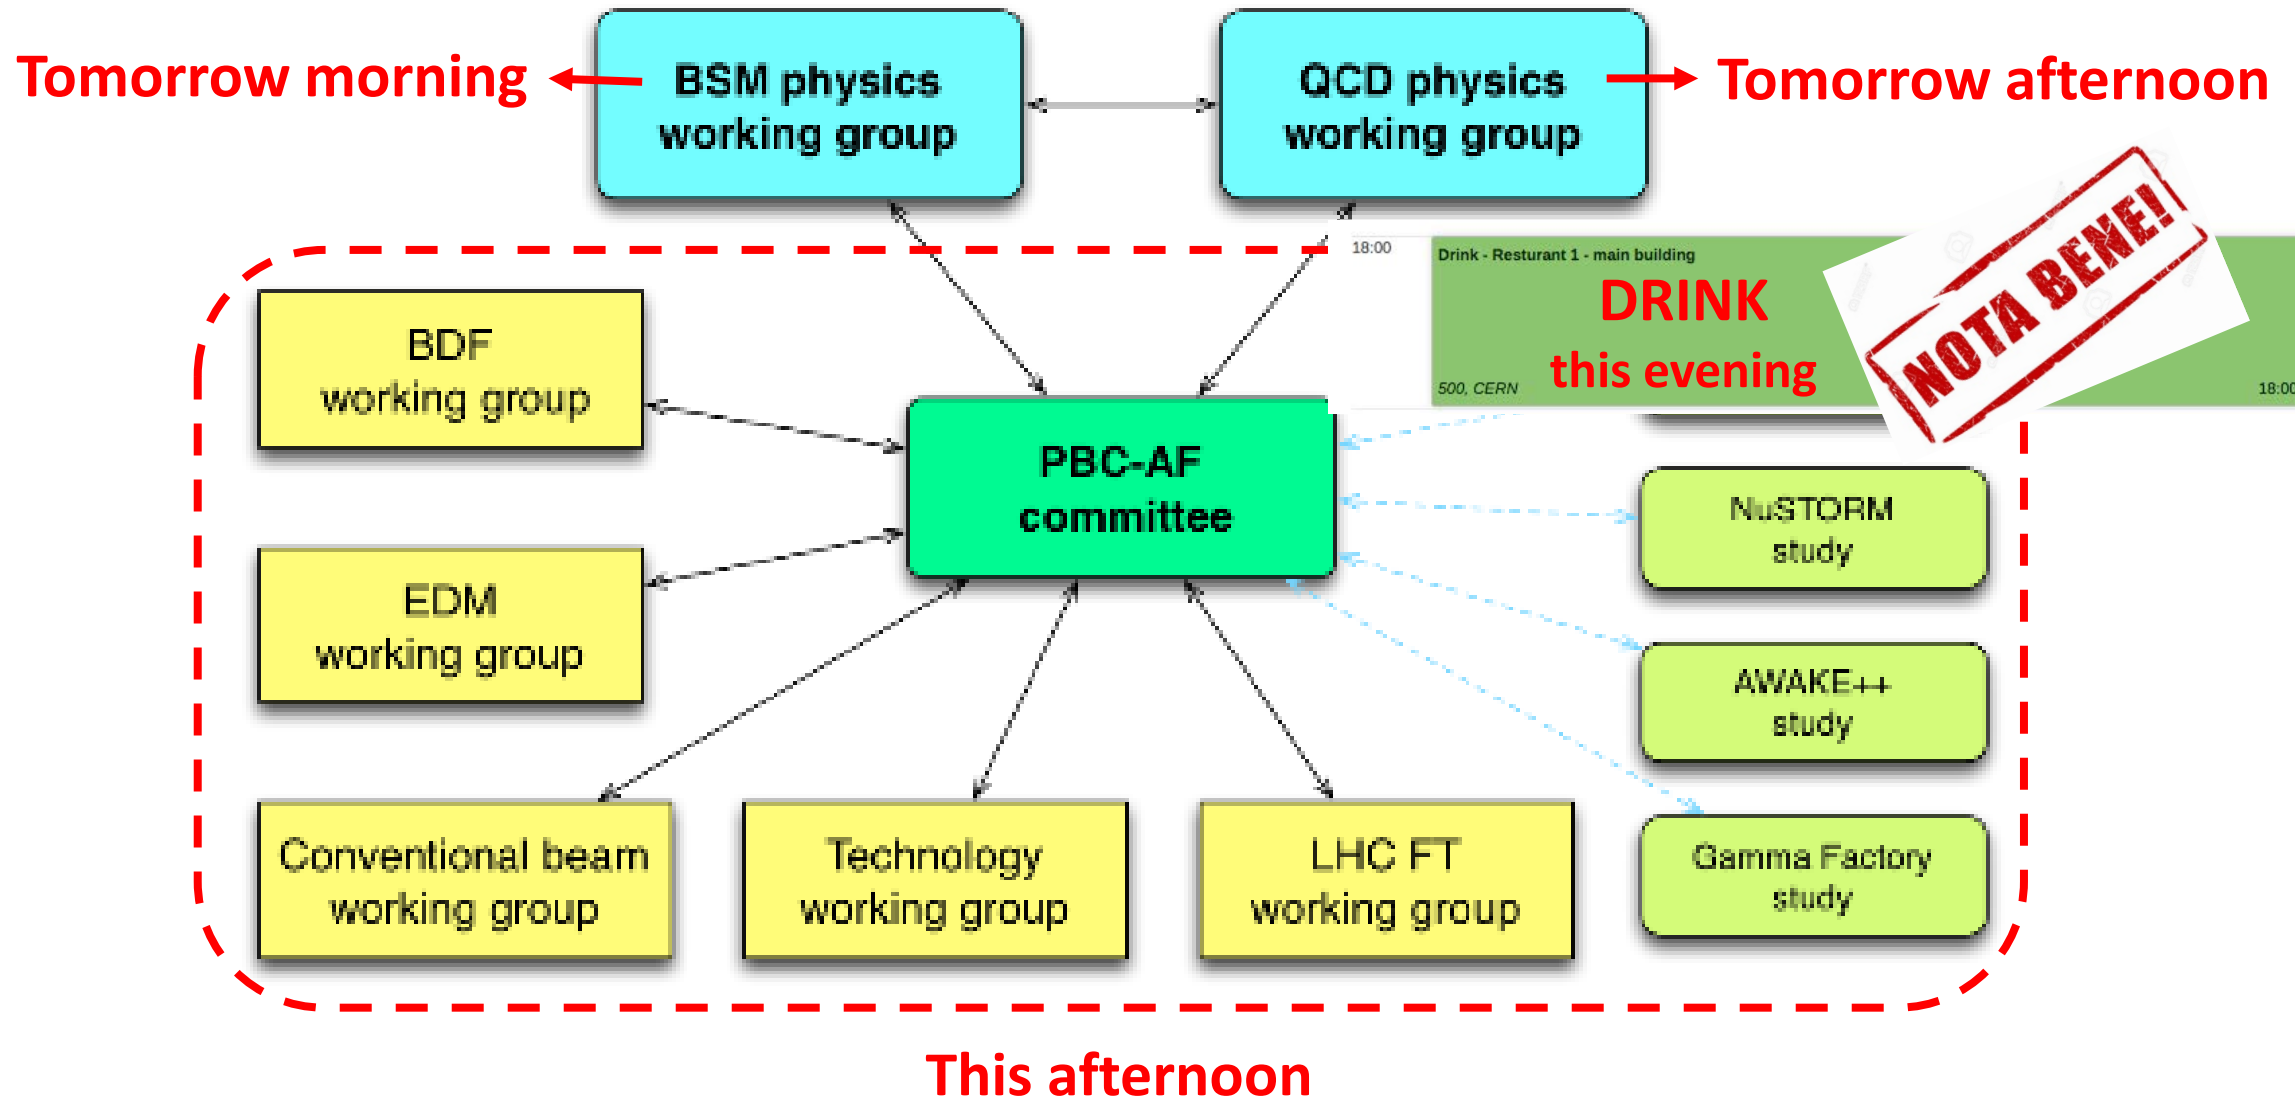 Tomorrow morning
BSM physics
working group
QCD physics
working group
Tomorrow afternoon
18:00
Drink - Resturant 1 - main building
DRINK
this evening
500, CERN
18:00
NOTA BENE!
BDF
working group
PBC-AF
committee
NuSTORM
study
EDM
working group
AWAKE++
study
Conventional beam
working group
Technology
working group
LHC FT
working group
Gamma Factory
study
This afternoon